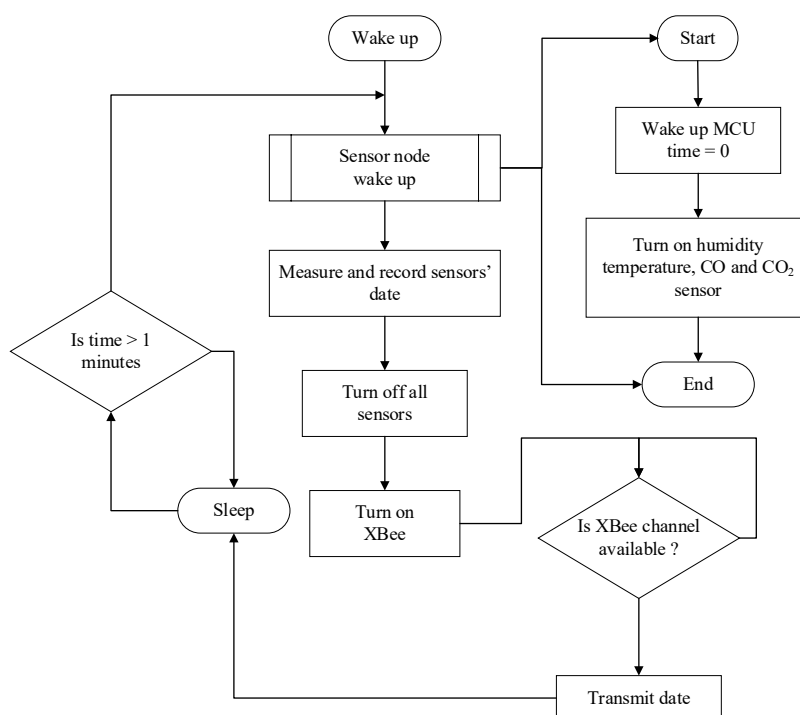 Wake up
Start
Wake up MCU
time = 0
Sensor node
wake up
Turn on humidity
temperature, CO and CO₂
sensor
Measure and record sensors’
date
Is time > 1
minutes
End
Turn off all
sensors
Sleep
Turn on
XBee
Is XBee channel
available ?
Transmit date